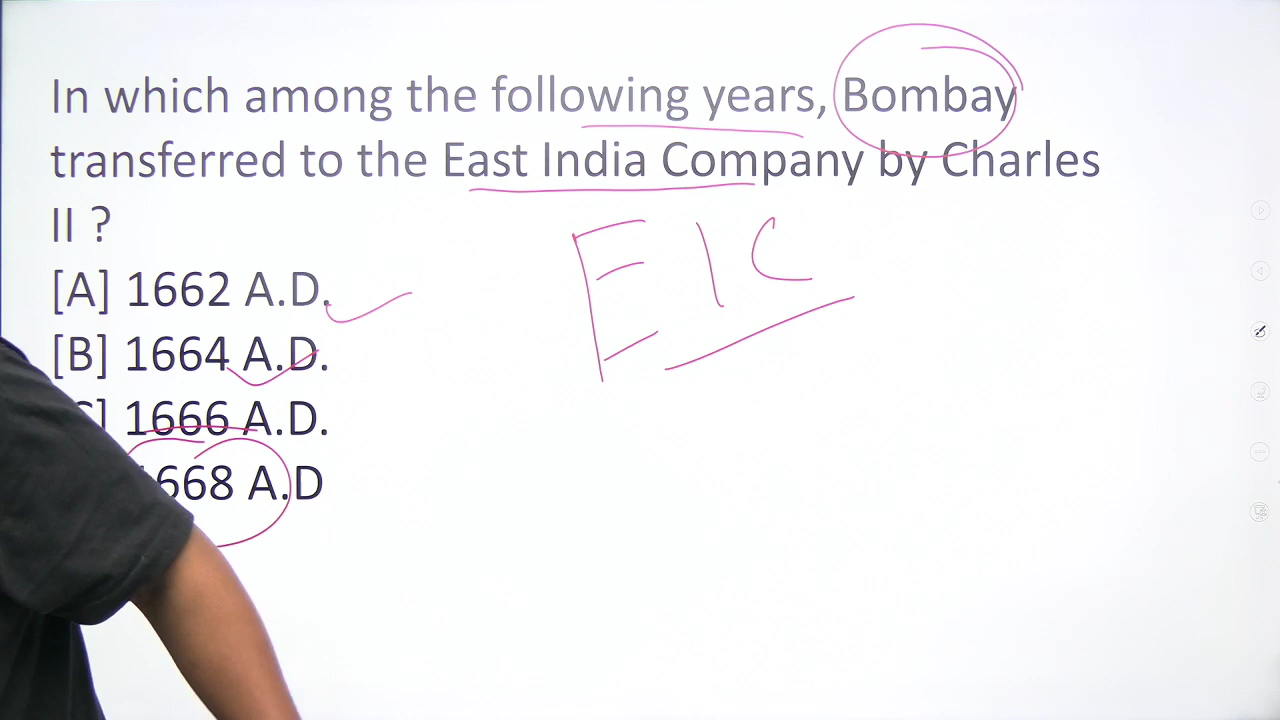 In which among the following years, Bombay
transferred to the East India Company by Charles
II ?
EIC
[A] 1662 A.D.
[B] 1664 A.D.
] 1666 A.D.
668 A.D